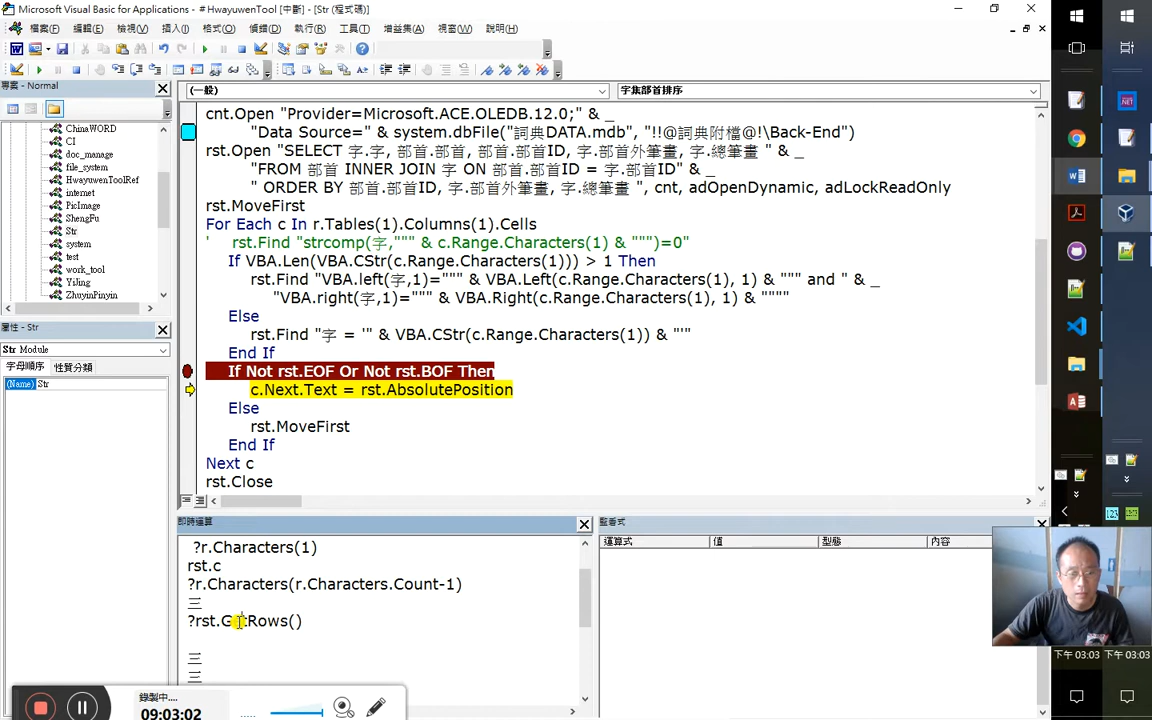 Microsoft Visual Basic for Applications - # HwayuwenTool [中斷] - [Str (程式碼)]
檔案(F) 編輯(E) 檢視(V) 插入(I) 格式(O) 偵錯(D) 執行(R) 工具(T) 增益集(A) 視窗(W) 說明(H)
專案 - Normal
ChinaWORD
CI
doc_manage
file_system
HwayuwenToolRef
internet
PicImage
ShengFu
Str
system
test
work_tool
YiJing
ZhuyinPinyin
屬性 - Str
Str Module
字母順序 性質分類
(Name) Str
(一般) 字集部首排序
cnt.Open "Provider=Microsoft.ACE.OLEDB.12.0;" & _
"Data Source=" & system.dbFile("詞典DATA.mdb", "!!@詞典附檔@!\Back-End")
rst.Open "SELECT 字.字, 部首.部首, 部首.部首ID, 字.部首外筆畫, 字.總筆畫 " & _
"FROM 部首 INNER JOIN 字 ON 部首.部首ID = 字.部首ID" & _
" ORDER BY 部首.部首ID, 字.部首外筆畫, 字.總筆畫 ", cnt, adOpenDynamic, adLockReadOnly
rst.MoveFirst
For Each c In r.Tables(1).Columns(1).Cells
' rst.Find "strcomp(字,""" & c.Range.Characters(1) & """)=0"
If VBA.Len(VBA.CStr(c.Range.Characters(1))) > 1 Then
rst.Find "VBA.left(字,1)=""" & VBA.Left(c.Range.Characters(1), 1) & """ and " & _
"VBA.right(字,1)=""" & VBA.Right(c.Range.Characters(1), 1) & """"
Else
rst.Find "字 = '" & VBA.CStr(c.Range.Characters(1)) & "'"
End If
If Not rst.EOF Or Not rst.BOF Then
c.Next.Text = rst.AbsolutePosition
Else
rst.MoveFirst
End If
Next c
rst.Close
即時運算
?r.Characters(1)
rst.c
?r.Characters(r.Characters.Count-1)
三
?rst.GetRows()
三
三
監看式
運算式 值 型態 內容
錄製中....
09:03:02
下午 03:03 下午 03:03